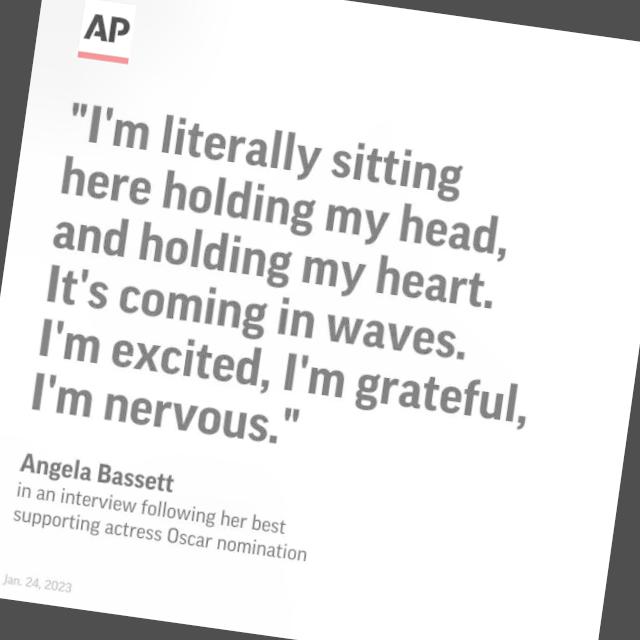 AP
"I'm literally sitting
here holding my head,
and holding my heart.
It's coming in waves.
I'm excited, I'm grateful,
I'm nervous."
Angela Bassett
in an interview following her best
supporting actress Oscar nomination
Jan. 24, 2023